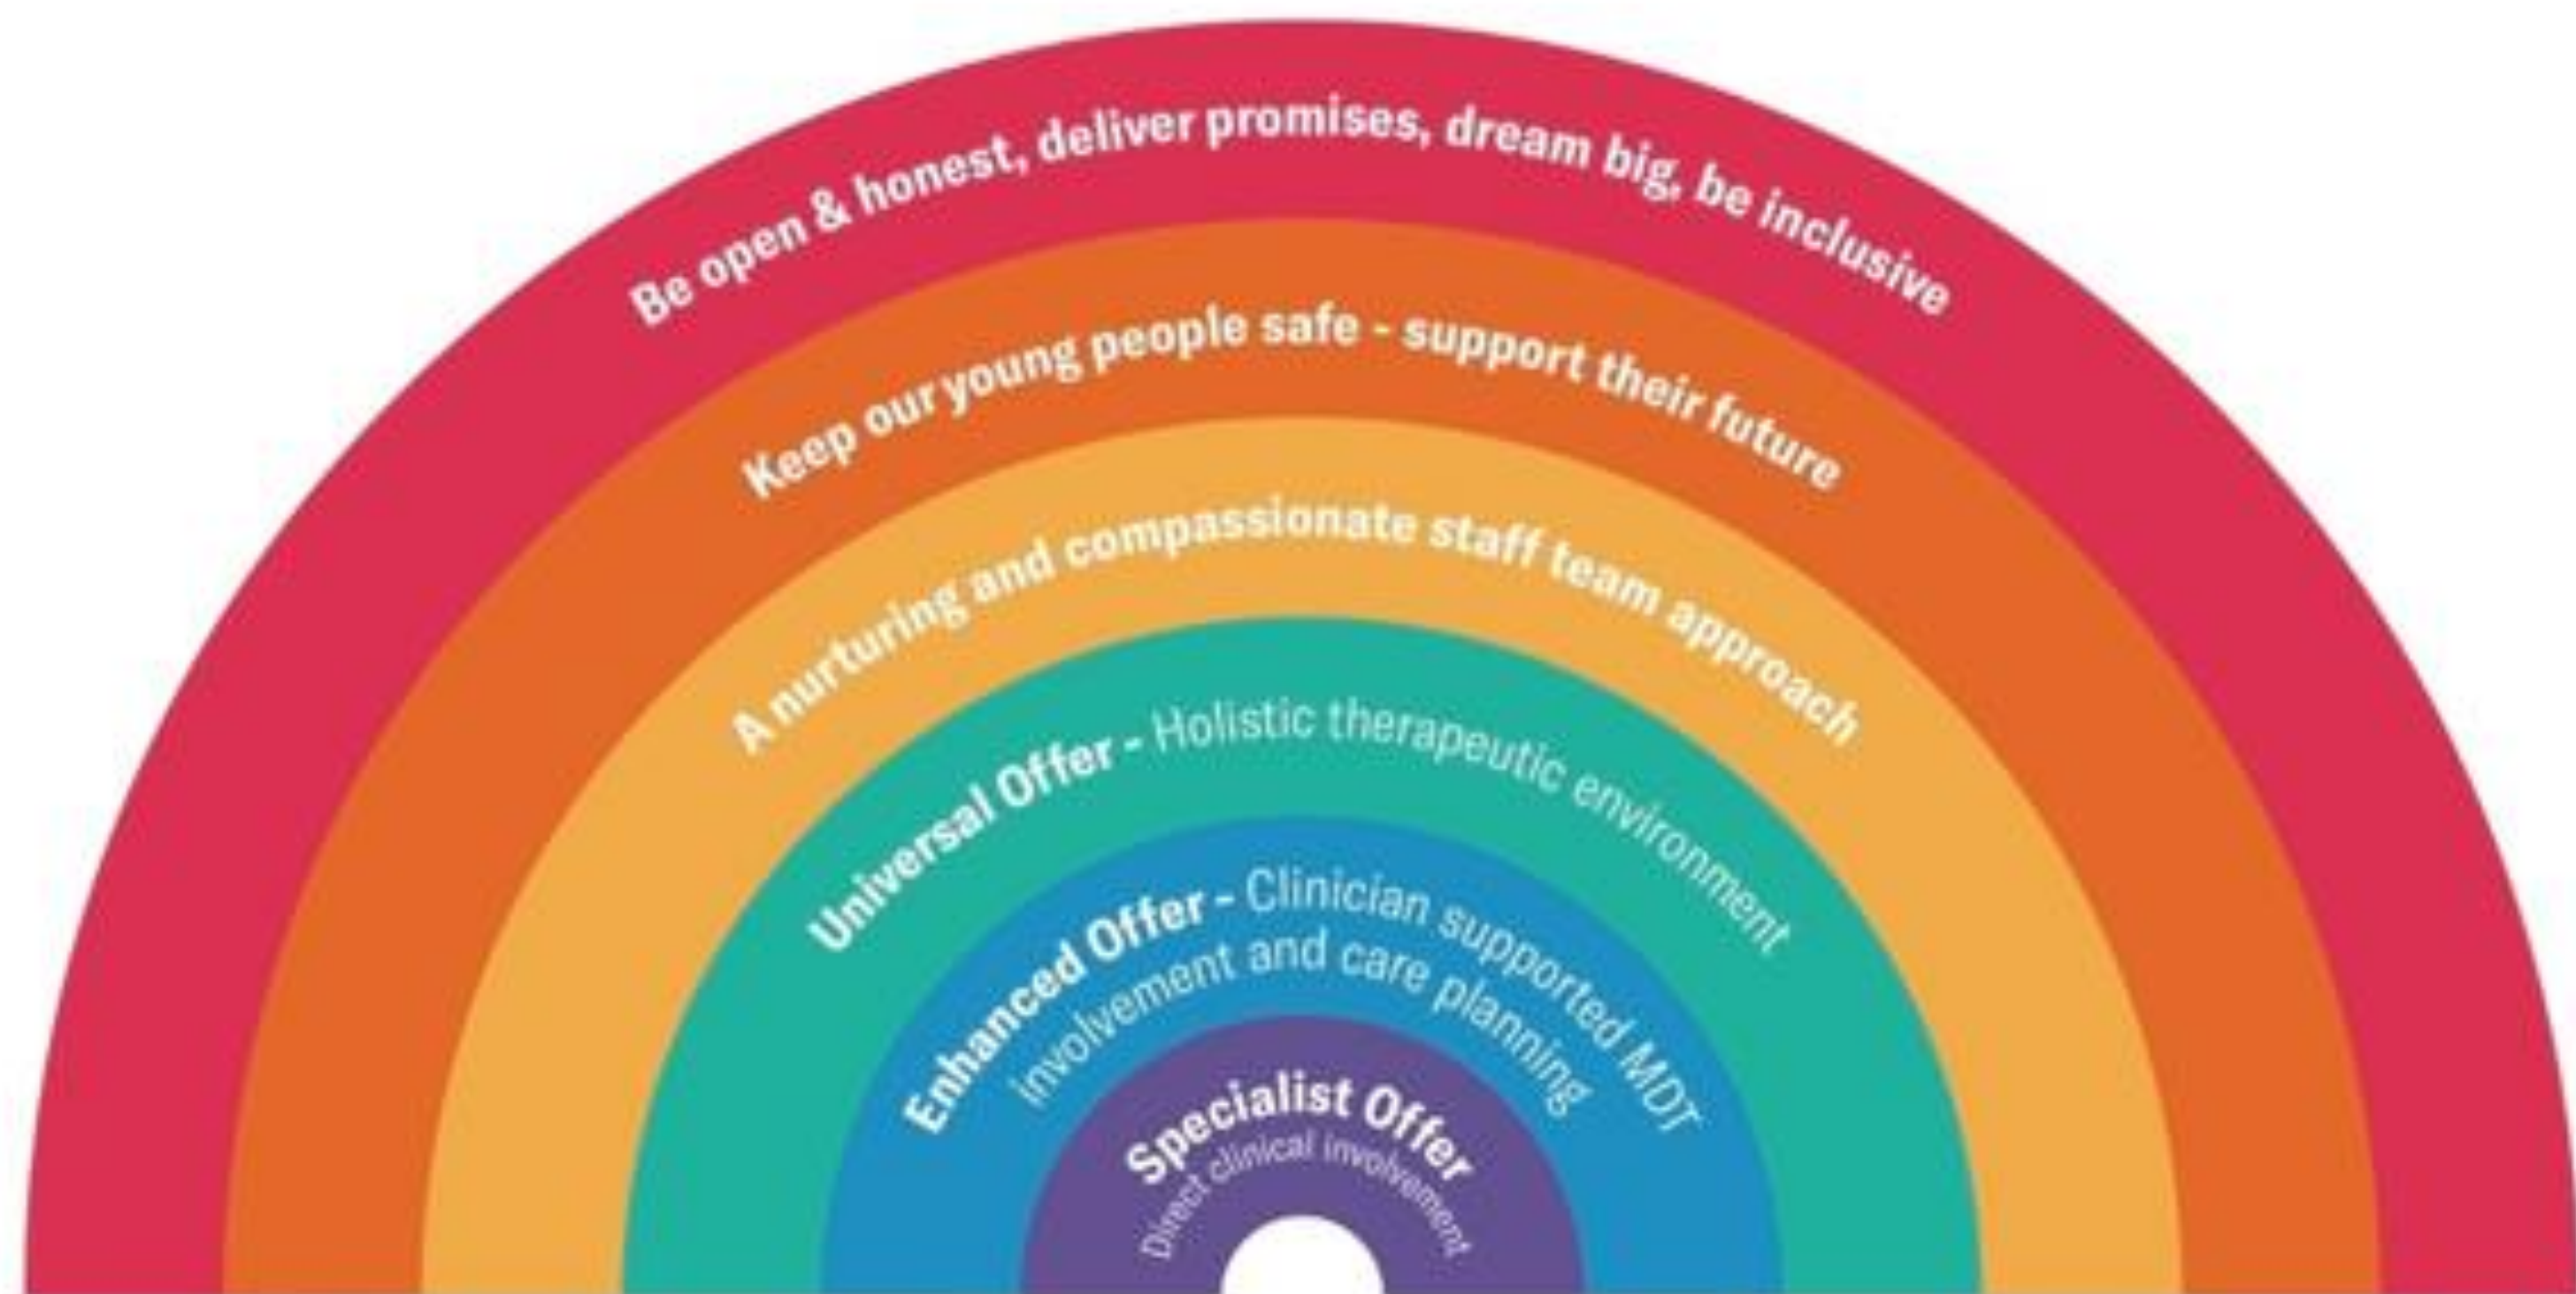 Be open & honest, deliver promises, dream big, be inclusive
Keep our young people safe - support their future
A nurturing and compassionate staff team approach
Universal Offer - Holistic therapeutic environment
Enhanced Offer - Clinician supported MDT
involvement and care planning
Specialist Offer
Direct clinical involvement